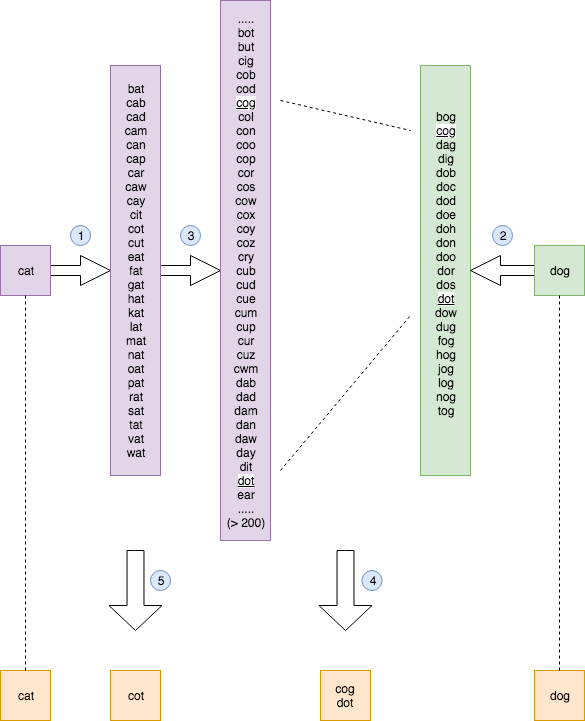 cat
1
bat
cab
cad
cam
can
cap
car
caw
cay
cit
cot
cut
eat
fat
gat
hat
kat
lat
mat
nat
oat
pat
rat
sat
tat
vat
wat
3
.....
bot
but
cig
cob
cod
cog
col
con
coo
cop
cor
cos
cow
cox
coy
coz
cry
cub
cud
cue
cum
cup
cur
cuz
cwm
dab
dad
dam
dan
daw
day
dit
dot
ear
.....
(> 200)
bog
cog
dag
dig
dob
doc
dod
doe
doh
don
doo
dor
dos
dot
dow
dug
fog
hog
jog
log
nog
tog
2
dog
5
4
cat
cot
cog
dot
dog